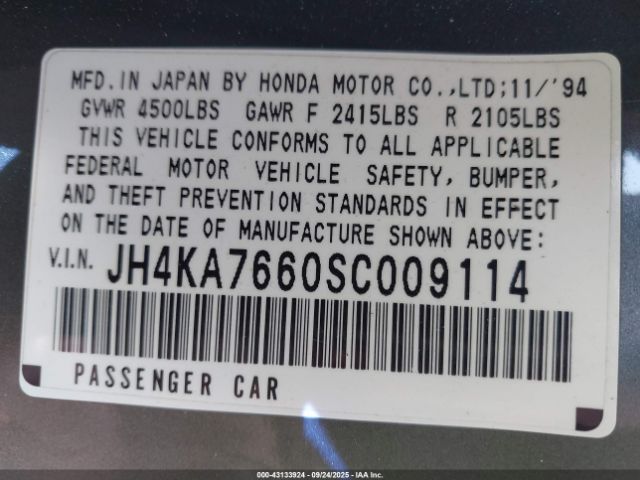 MFD. IN JAPAN BY HONDA MOTOR CO.,LTD;11/'94
GVWR 4500LBS GAWR F 2415LBS R 2105LBS
THIS VEHICLE CONFORMS TO ALL APPLICABLE
FEDERAL MOTOR VEHICLE SAFETY, BUMPER,
AND THEFT PREVENTION STANDARDS IN EFFECT
ON THE DATE OF MANUFACTURE SHOWN ABOVE:
V.I.N. JH4KA7660SC009114
PASSENGER CAR
000-43133924 | 09/24/2025 | IAA Inc.